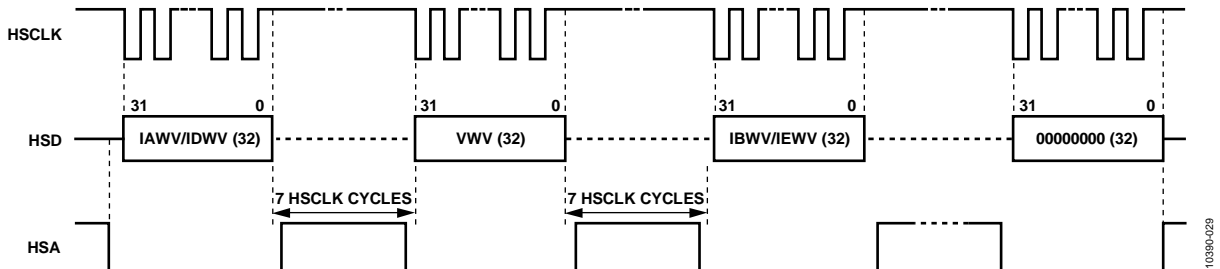 HSCLK
31 0 31 0 31 0 31 0
HSD IAWV/IDWV (32) VWV (32) IBWV/IEWV (32) 00000000 (32)
7 HSCLK CYCLES 7 HSCLK CYCLES
HSA
10390-029